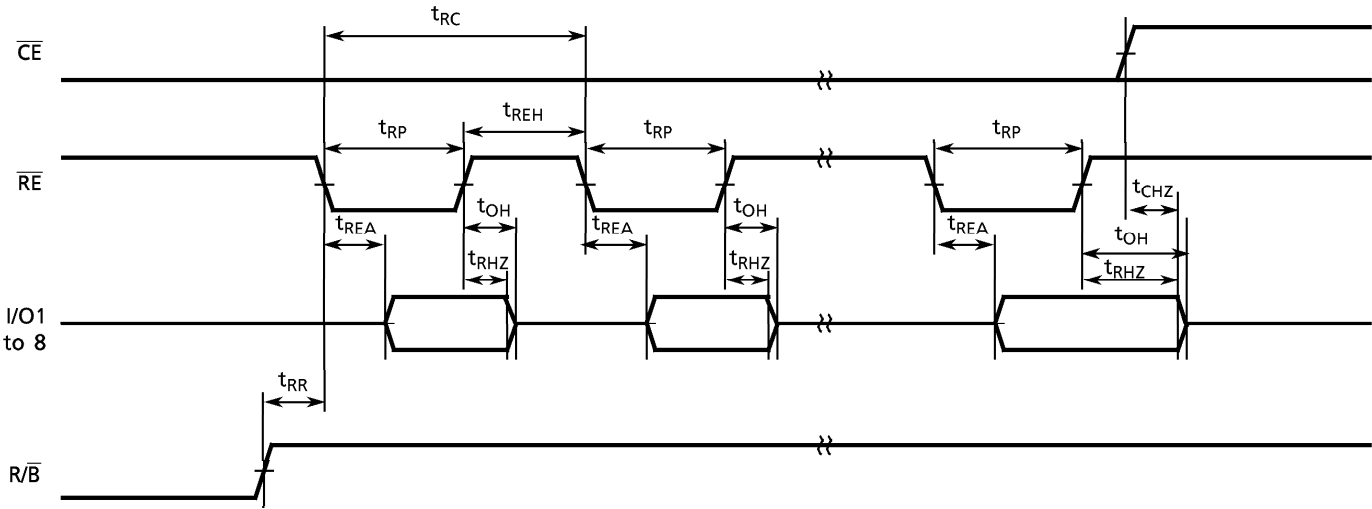 tRC
CE
tREH
tRP
tRP
tRP
RE
tCHZ
tOH
tOH
tREA
tREA
tREA
tOH
tRHZ
tRHZ
tRHZ
I/O1
to 8
tRR
R/B